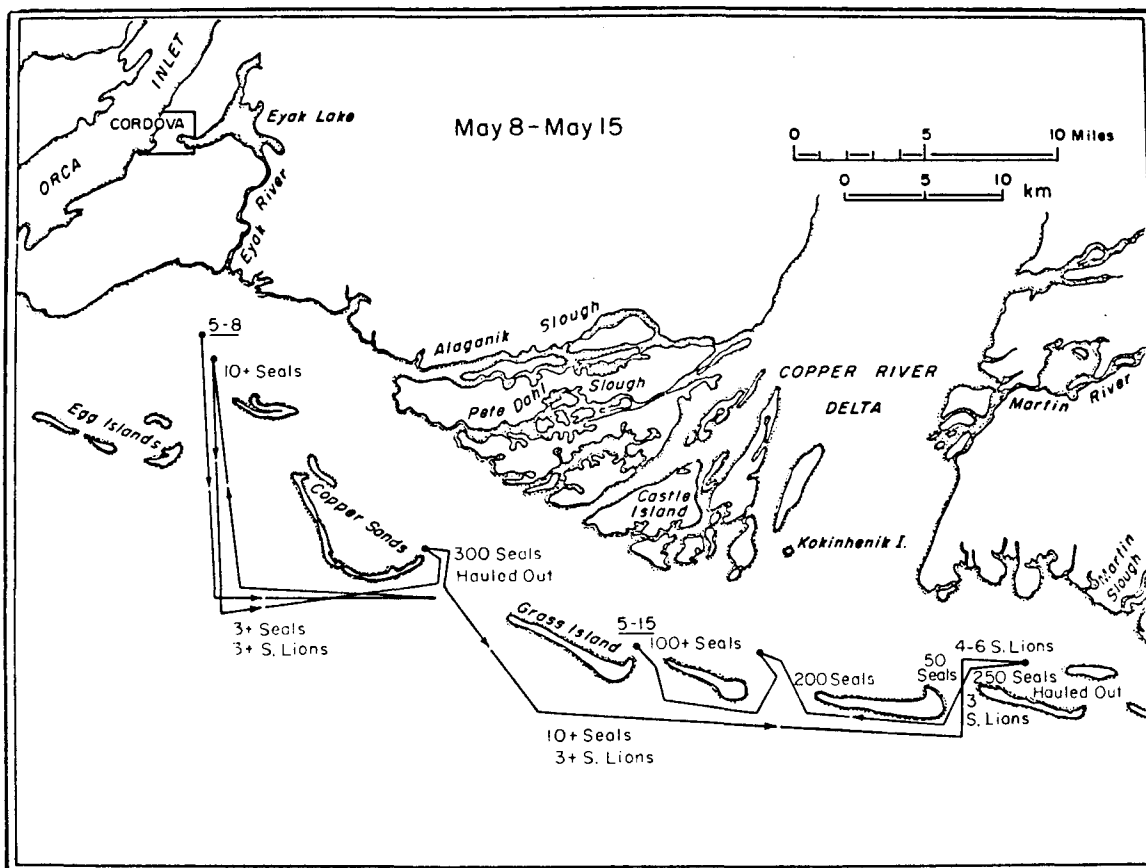 ORCA INLET
CORDOVA
Eyak Lake
Eyak River
May 8-May 15
0 5 10 Miles
0 5 10
km
5-8
10+ Seals
Egg Islands
Copper Sands
Alaganik Slough
Pete Dahl Slough
COPPER RIVER
DELTA
Martin River
Castle
Island
Kokinhenik I.
Martin
Slough
300 Seals
Hauled Out
3+ Seals
3+ S. Lions
Grass Island
5-15
100+ Seals
200 Seals
50
Seals
4-6 S. Lions
250 Seals
Hauled Out
3
S. Lions
10+ Seals
3+ S. Lions